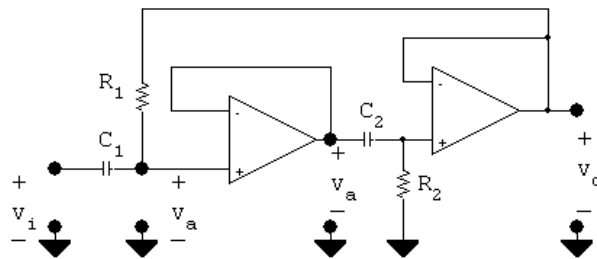 R1
C1
C2
R2
-
+
-
+
+
vi
-
+
va
-
+
va
-
+
vo
-